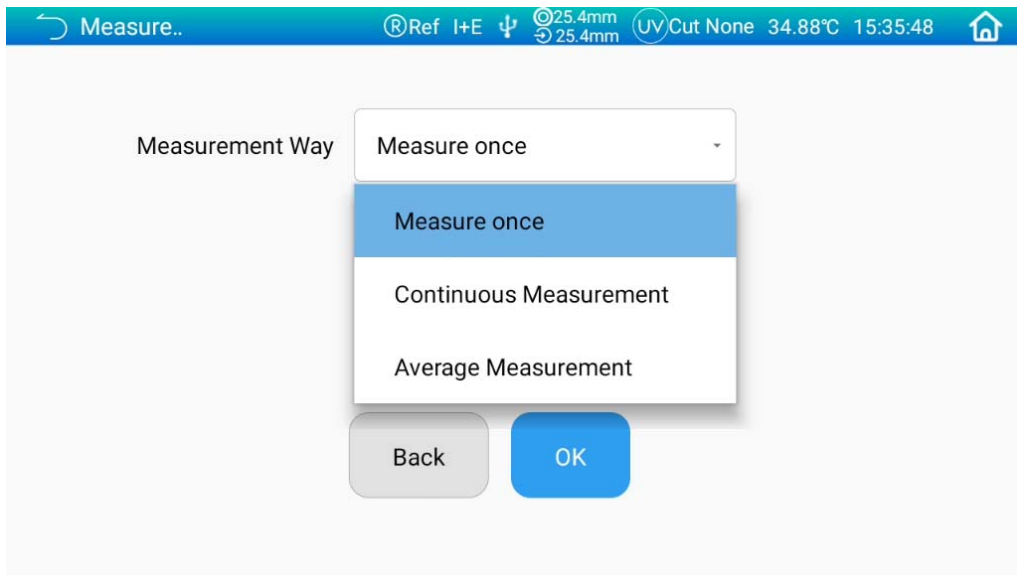 Measure.. ®Ref I+E 25.4mm 25.4mm UV Cut None 34.88℃ 15:35:48
Measurement Way Measure once
Measure once
Continuous Measurement
Average Measurement
Back OK